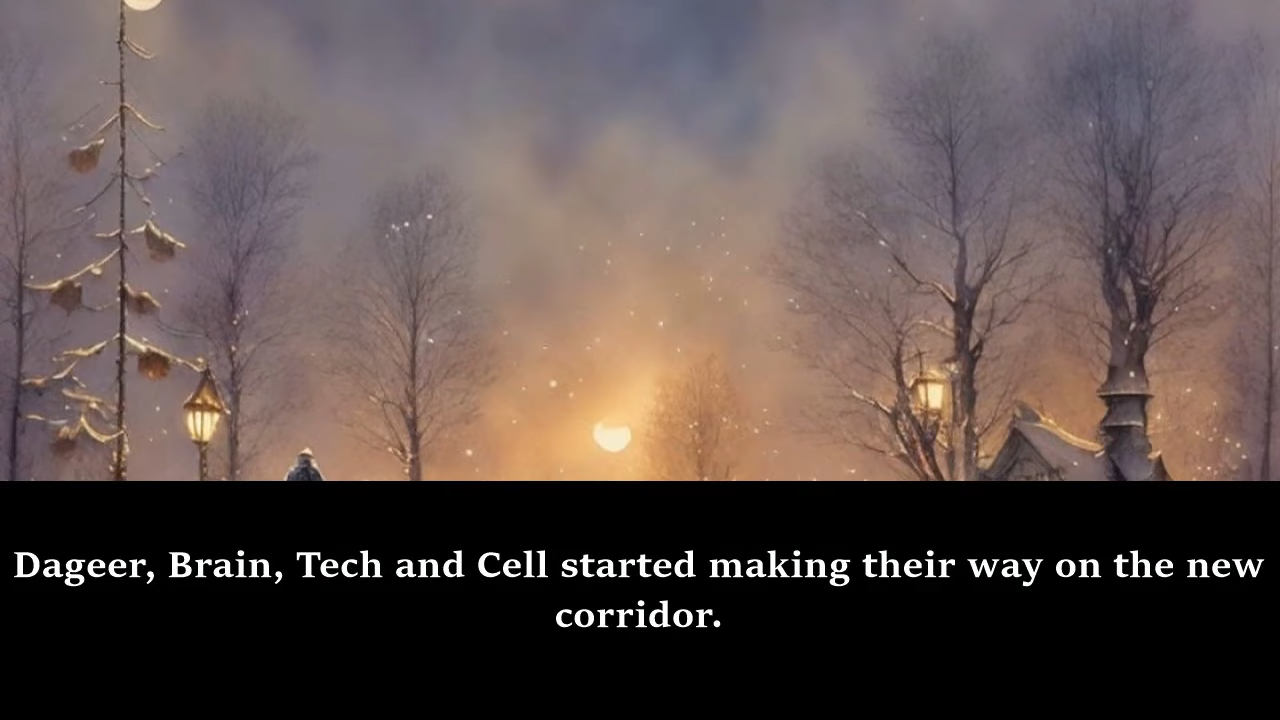 Dageer, Brain, Tech and Cell started making their way on the new
corridor.